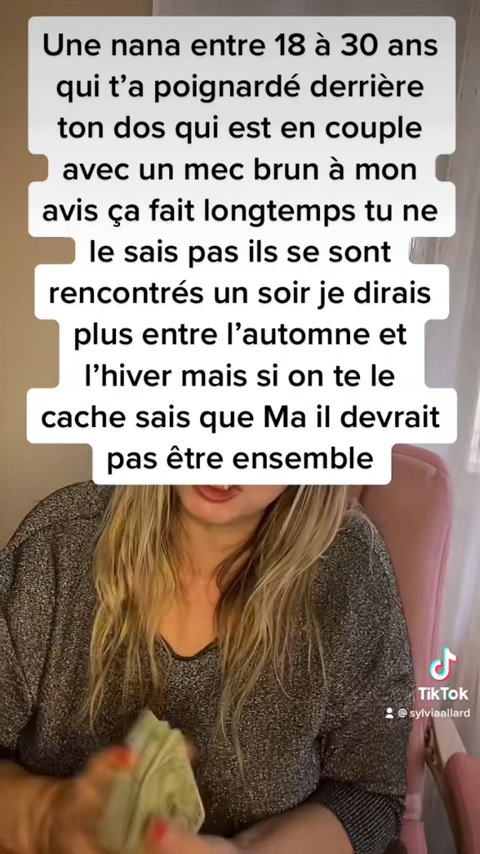 Une nana entre 18 à 30 ans
qui t’a poignardé derrière
ton dos qui est en couple
avec un mec brun à mon
avis ça fait longtemps tu ne
le sais pas ils se sont
rencontrés un soir je dirais
plus entre l’automne et
l’hiver mais si on te le
cache sais que Ma il devrait
pas être ensemble
TikTok
@sylviaallard